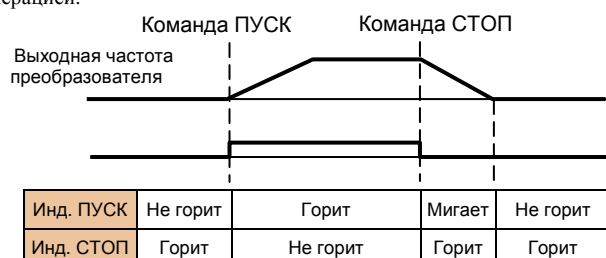 ерацией.
Команда ПУСК Команда СТОП
Выходная частота
преобразователя
Инд. ПУСК Не горит Горит Мигает Не горит
Инд. СТОП Горит Не горит Горит Горит